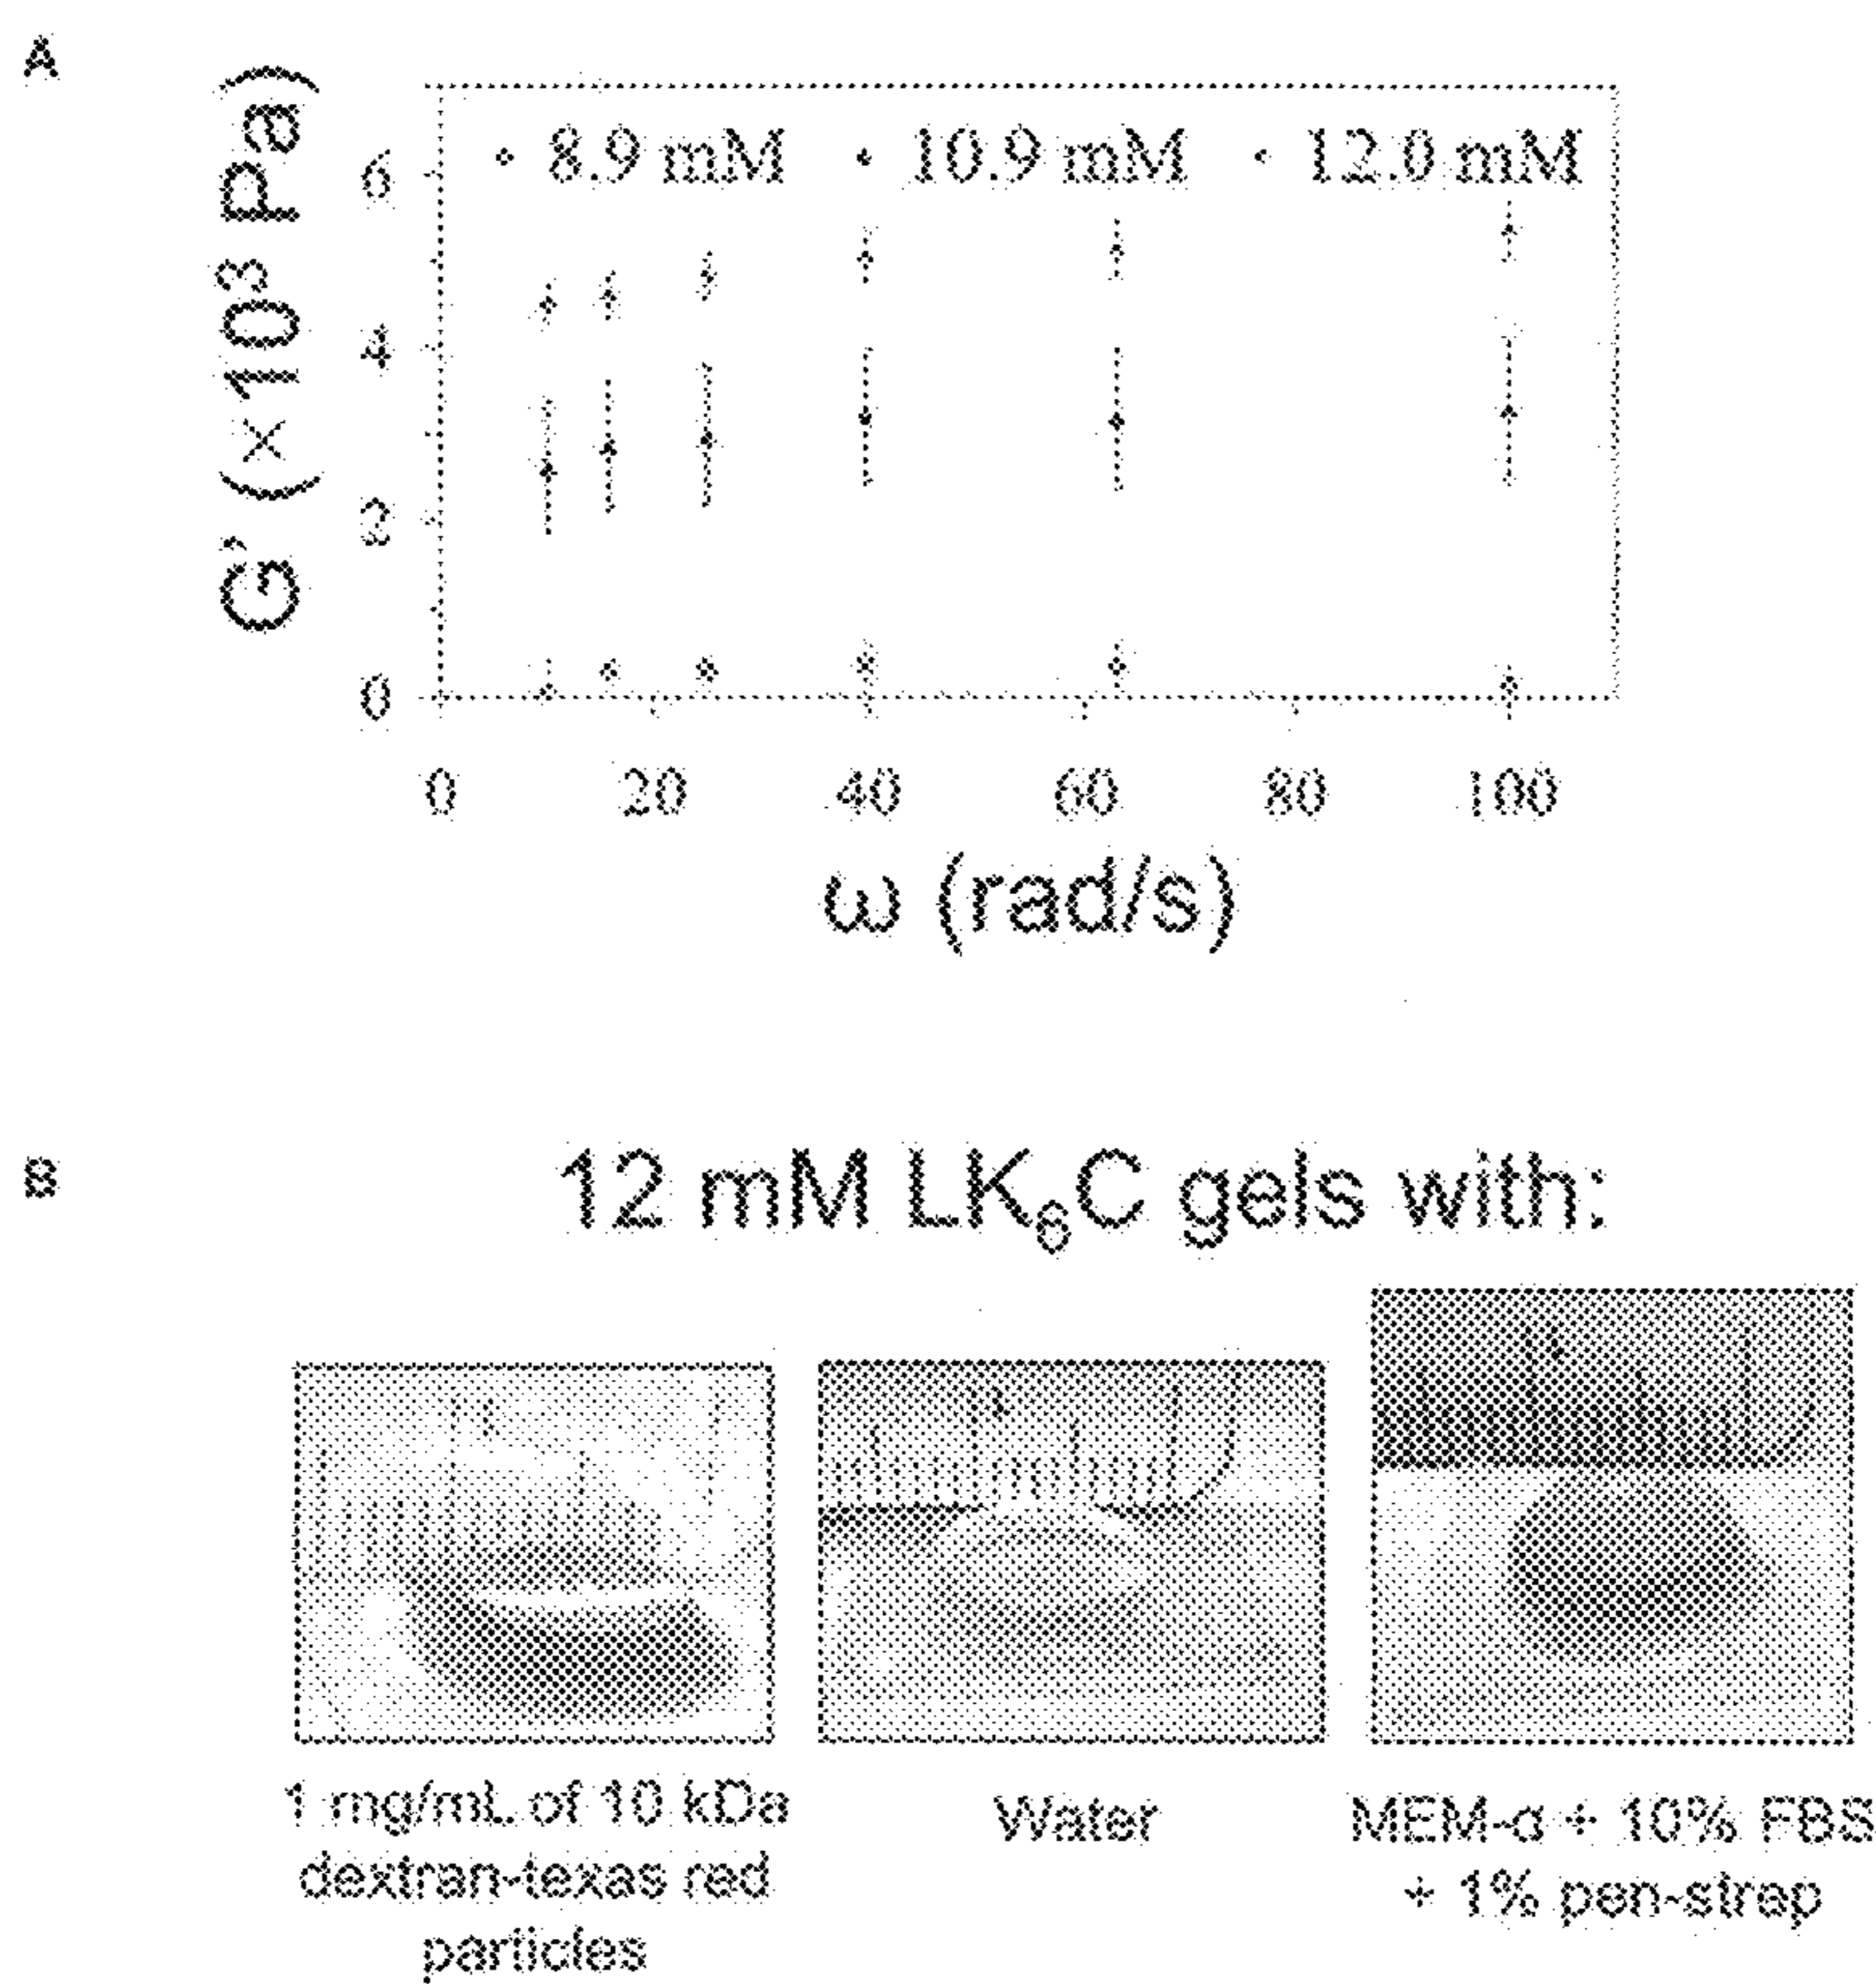 A
G' (×10³ Pa)
8.9 mM 10.9 mM 12.0 mM
6
4
2
0
0 20 40 60 80 100
ω (rad/s)
B
12 mM LK₆C gels with:
1 mg/mL of 10 kDa
dextran-texas red
particles
Water
MEM-α + 10% FBS
+ 1% pen-strep